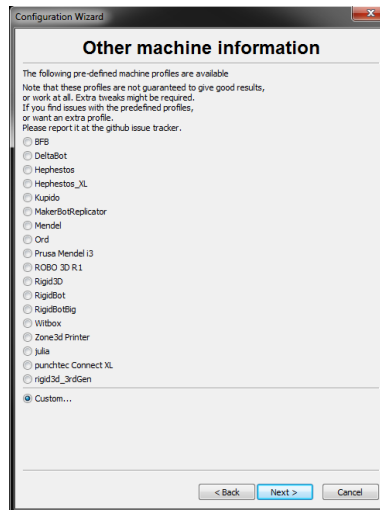 Configuration Wizard
Other machine information
The following pre-defined machine profiles are available
Note that these profiles are not guaranteed to give good results,
or work at all. Extra tweaks might be required.
If you find issues with the predefined profiles,
or want an extra profile.
Please report it at the github issue tracker.
BFB
DeltaBot
Hephestos
Hephestos_XL
Kupido
MakerBotReplicator
Mendel
Ord
Prusa Mendel i3
ROBO 3D R1
Rigid3D
RigidBot
RigidBotBig
Witbox
Zone3d Printer
julia
punchtec Connect XL
rigid3d_3rdGen
Custom...
< Back Next > Cancel